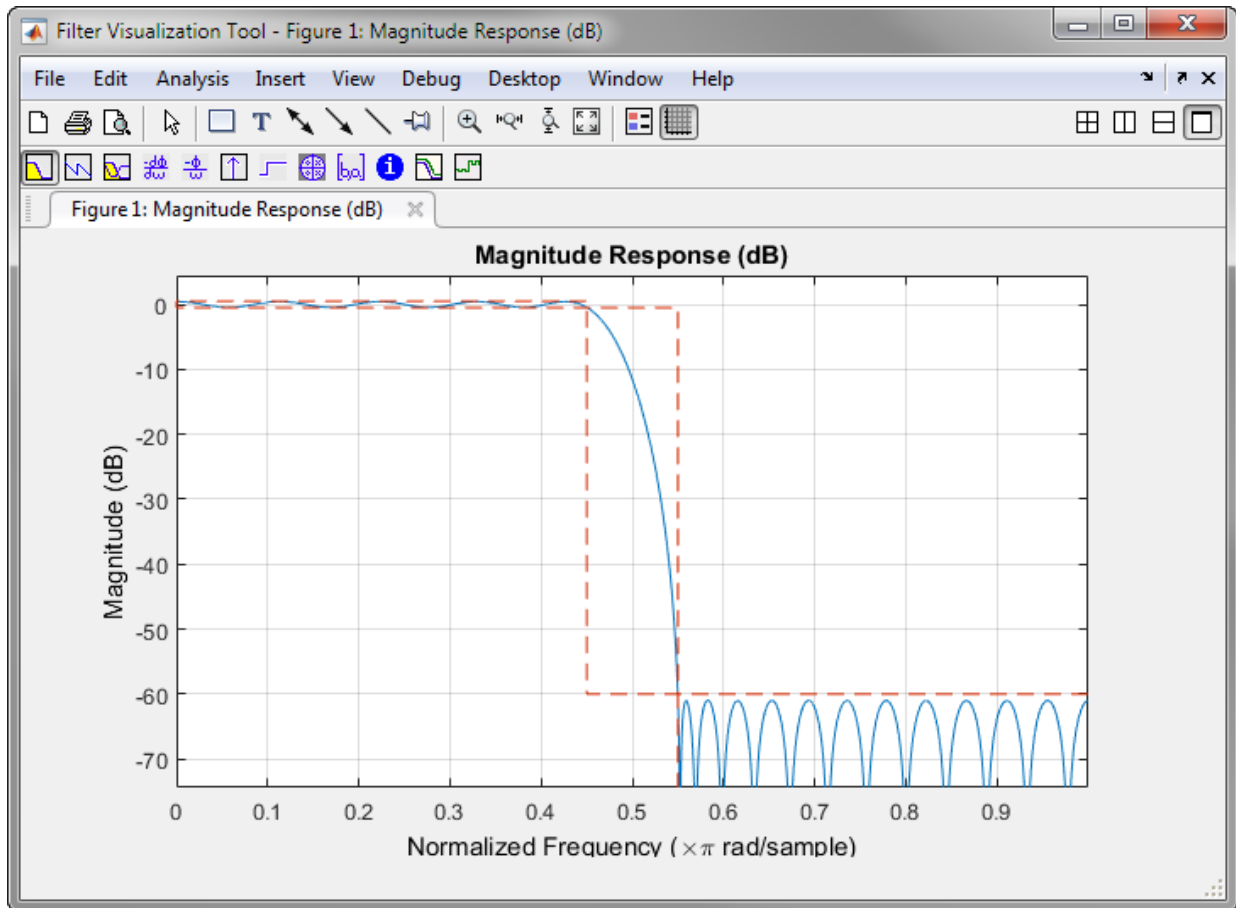 Filter Visualization Tool - Figure 1: Magnitude Response (dB)
File Edit Analysis Insert View Debug Desktop Window Help
Figure 1: Magnitude Response (dB)
Magnitude Response (dB)
Magnitude (dB)
0
-10
-20
-30
-40
-50
-60
-70
0 0.1 0.2 0.3 0.4 0.5 0.6 0.7 0.8 0.9
Normalized Frequency (×π rad/sample)